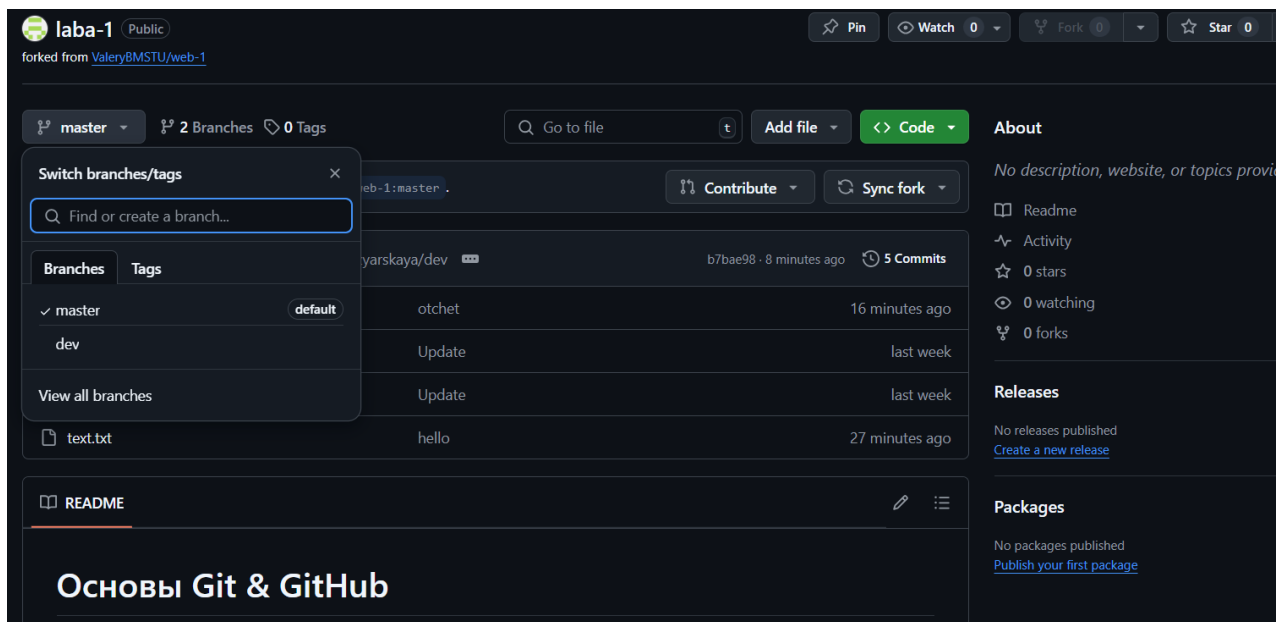 laba-1 Public Pin Watch 0 Fork 0 Star 0
forked from ValeryBMSTU/web-1
master 2 Branches 0 Tags Go to file t Add file Code
Switch branches/tags
Find or create a branch...
Branches Tags
master default
dev
View all branches
eb-1:master . Contribute Sync fork
yarskaya/dev b7bae98 · 8 minutes ago 5 Commits
otchet 16 minutes ago
Update last week
Update last week
text.txt hello 27 minutes ago
README
Основы Git & GitHub
About
No description, website, or topics provi
Readme
Activity
0 stars
0 watching
0 forks
Releases
No releases published
Create a new release
Packages
No packages published
Publish your first package